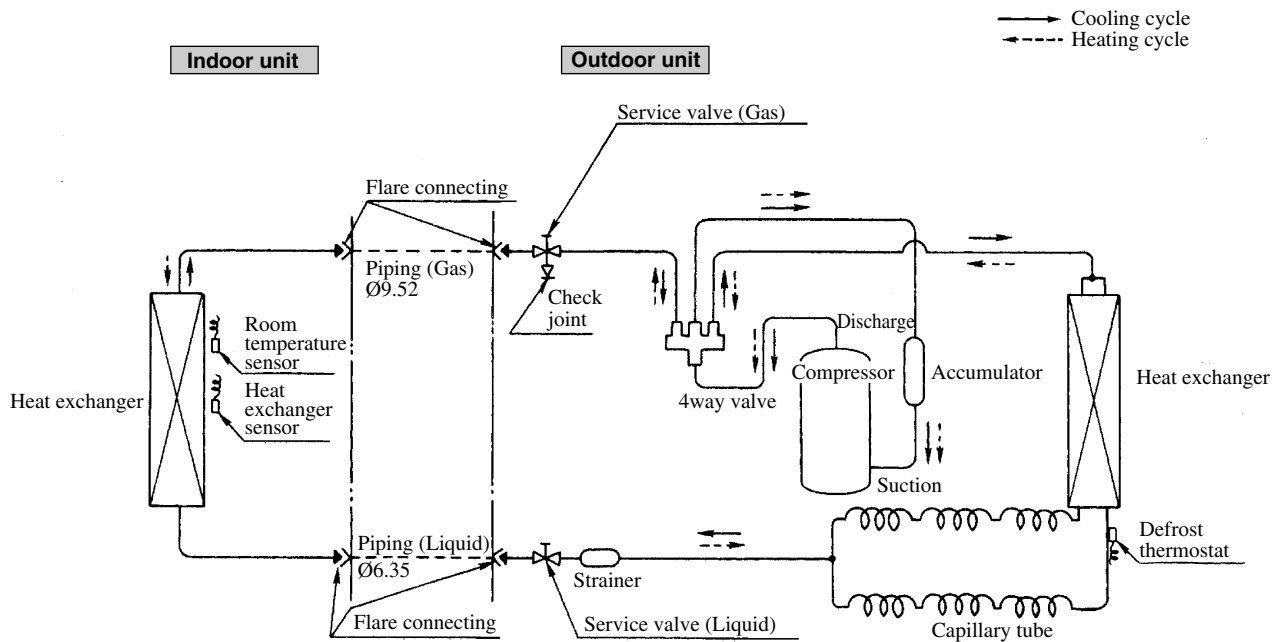 Cooling cycle
Heating cycle
Indoor unit
Outdoor unit
Service valve (Gas)
Flare connecting
Piping (Gas)
Ø9.52
Check
joint
Room
temperature
sensor
Heat
exchanger
sensor
Heat exchanger
Discharge
Compressor
Accumulator
4way valve
Suction
Heat exchanger
Piping (Liquid)
Ø6.35
Strainer
Defrost
thermostat
Flare connecting
Service valve (Liquid)
Capillary tube